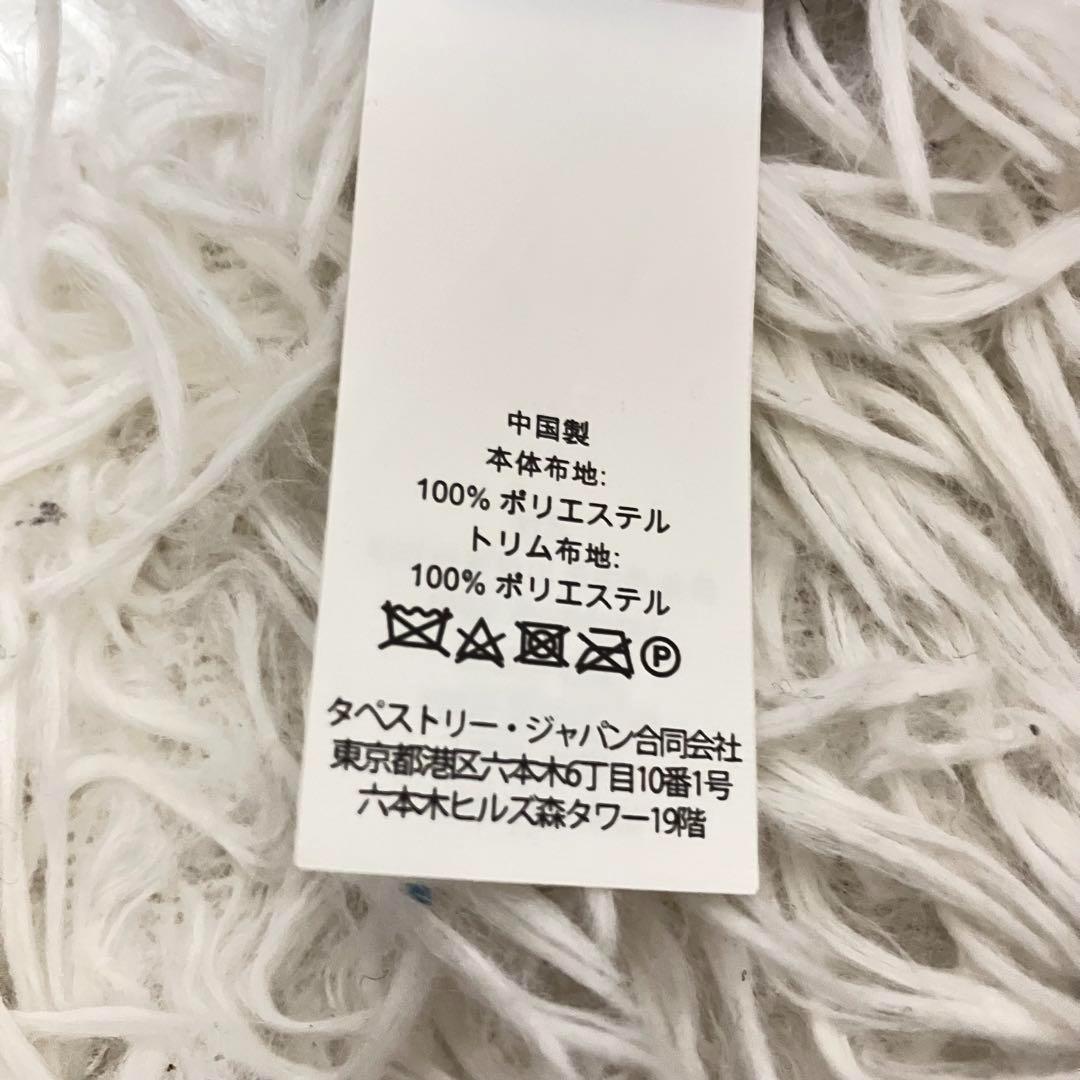 中国製
本体布地:
100% ポリエステル
トリム布地:
100% ポリエステル
P
タペストリー・ジャパン合同会社
東京都港区六本木6丁目10番1号
六本木ヒルズ森タワー19階